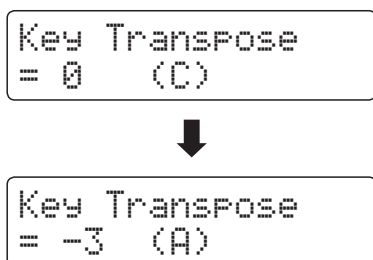 Key Transpose
= 0 (C)
Key Transpose
= -3 (A)